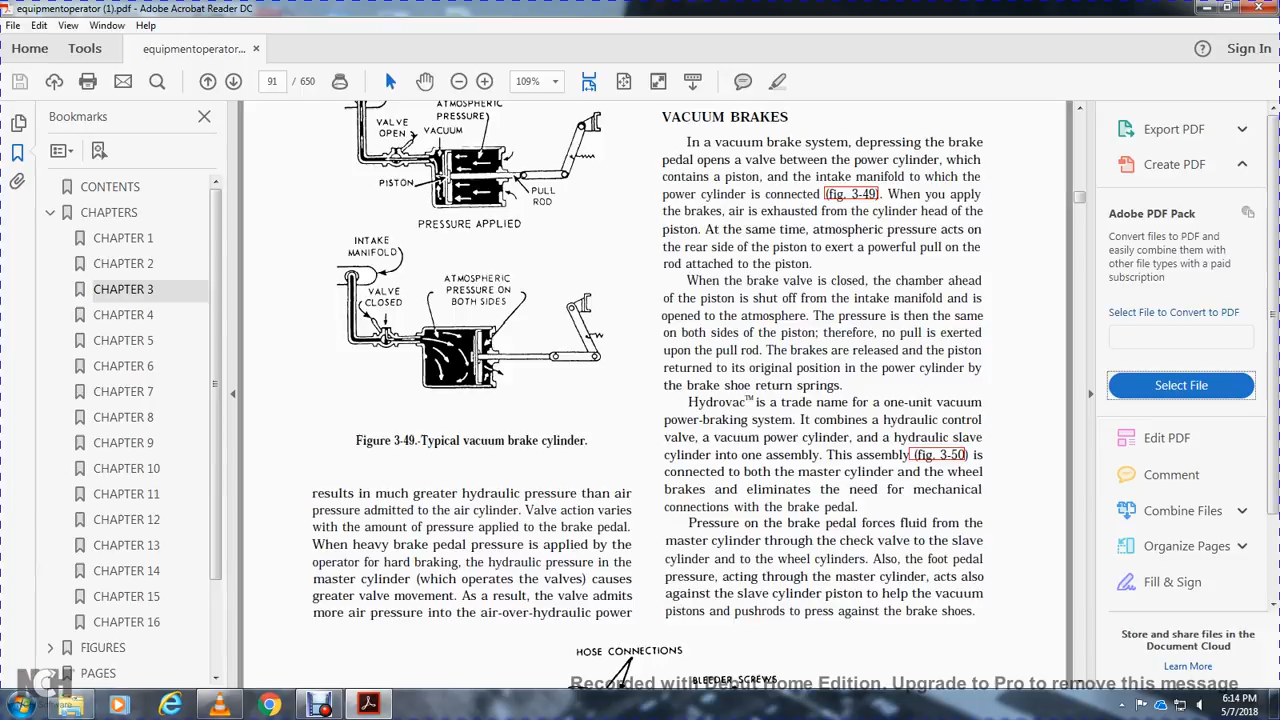 equipmentoperator (1).pdf - Adobe Acrobat Reader DC
File Edit View Window Help
Home Tools equipmentoperator... × Sign In
91 / 650 109%
Bookmarks
CONTENTS
CHAPTERS
CHAPTER 1
CHAPTER 2
CHAPTER 3
CHAPTER 4
CHAPTER 5
CHAPTER 6
CHAPTER 7
CHAPTER 8
CHAPTER 9
CHAPTER 10
CHAPTER 11
CHAPTER 12
CHAPTER 13
CHAPTER 14
CHAPTER 15
CHAPTER 16
FIGURES
PAGES
ATMOSPHERIC
PRESSURE
VALVE
OPEN
VACUUM
PISTON
PULL
ROD
PRESSURE APPLIED
INTAKE
MANIFOLD
VALVE
CLOSED
ATMOSPHERIC
PRESSURE ON
BOTH SIDES
Figure 3-49.-Typical vacuum brake cylinder.
results in much greater hydraulic pressure than air
pressure admitted to the air cylinder. Valve action varies
with the amount of pressure applied to the brake pedal.
When heavy brake pedal pressure is applied by the
operator for hard braking, the hydraulic pressure in the
master cylinder (which operates the valves) causes
greater valve movement. As a result, the valve admits
more air pressure into the air-over-hydraulic power
VACUUM BRAKES
In a vacuum brake system, depressing the brake
pedal opens a valve between the power cylinder, which
contains a piston, and the intake manifold to which the
power cylinder is connected (fig. 3-49). When you apply
the brakes, air is exhausted from the cylinder head of the
piston. At the same time, atmospheric pressure acts on
the rear side of the piston to exert a powerful pull on the
rod attached to the piston.
When the brake valve is closed, the chamber ahead
of the piston is shut off from the intake manifold and is
opened to the atmosphere. The pressure is then the same
on both sides of the piston; therefore, no pull is exerted
upon the pull rod. The brakes are released and the piston
returned to its original position in the power cylinder by
the brake shoe return springs.
Hydrovac™ is a trade name for a one-unit vacuum
power-braking system. It combines a hydraulic control
valve, a vacuum power cylinder, and a hydraulic slave
cylinder into one assembly. This assembly (fig. 3-50) is
connected to both the master cylinder and the wheel
brakes and eliminates the need for mechanical
connections with the brake pedal.
Pressure on the brake pedal forces fluid from the
master cylinder through the check valve to the slave
cylinder and to the wheel cylinders. Also, the foot pedal
pressure, acting through the master cylinder, acts also
against the slave cylinder piston to help the vacuum
pistons and pushrods to press against the brake shoes.
HOSE CONNECTIONS
BLEEDER SCREWS
Export PDF
Create PDF
Adobe PDF Pack
Convert files to PDF and
easily combine them with
other file types with a paid
subscription
Select File to Convert to PDF
Select File
Edit PDF
Comment
Combine Files
Organize Pages
Fill & Sign
Store and share files in the
Document Cloud
Learn More
NCH
Software
Recorded with Debut Home Edition. Upgrade to Pro to remove this message
6:14 PM
5/7/2018